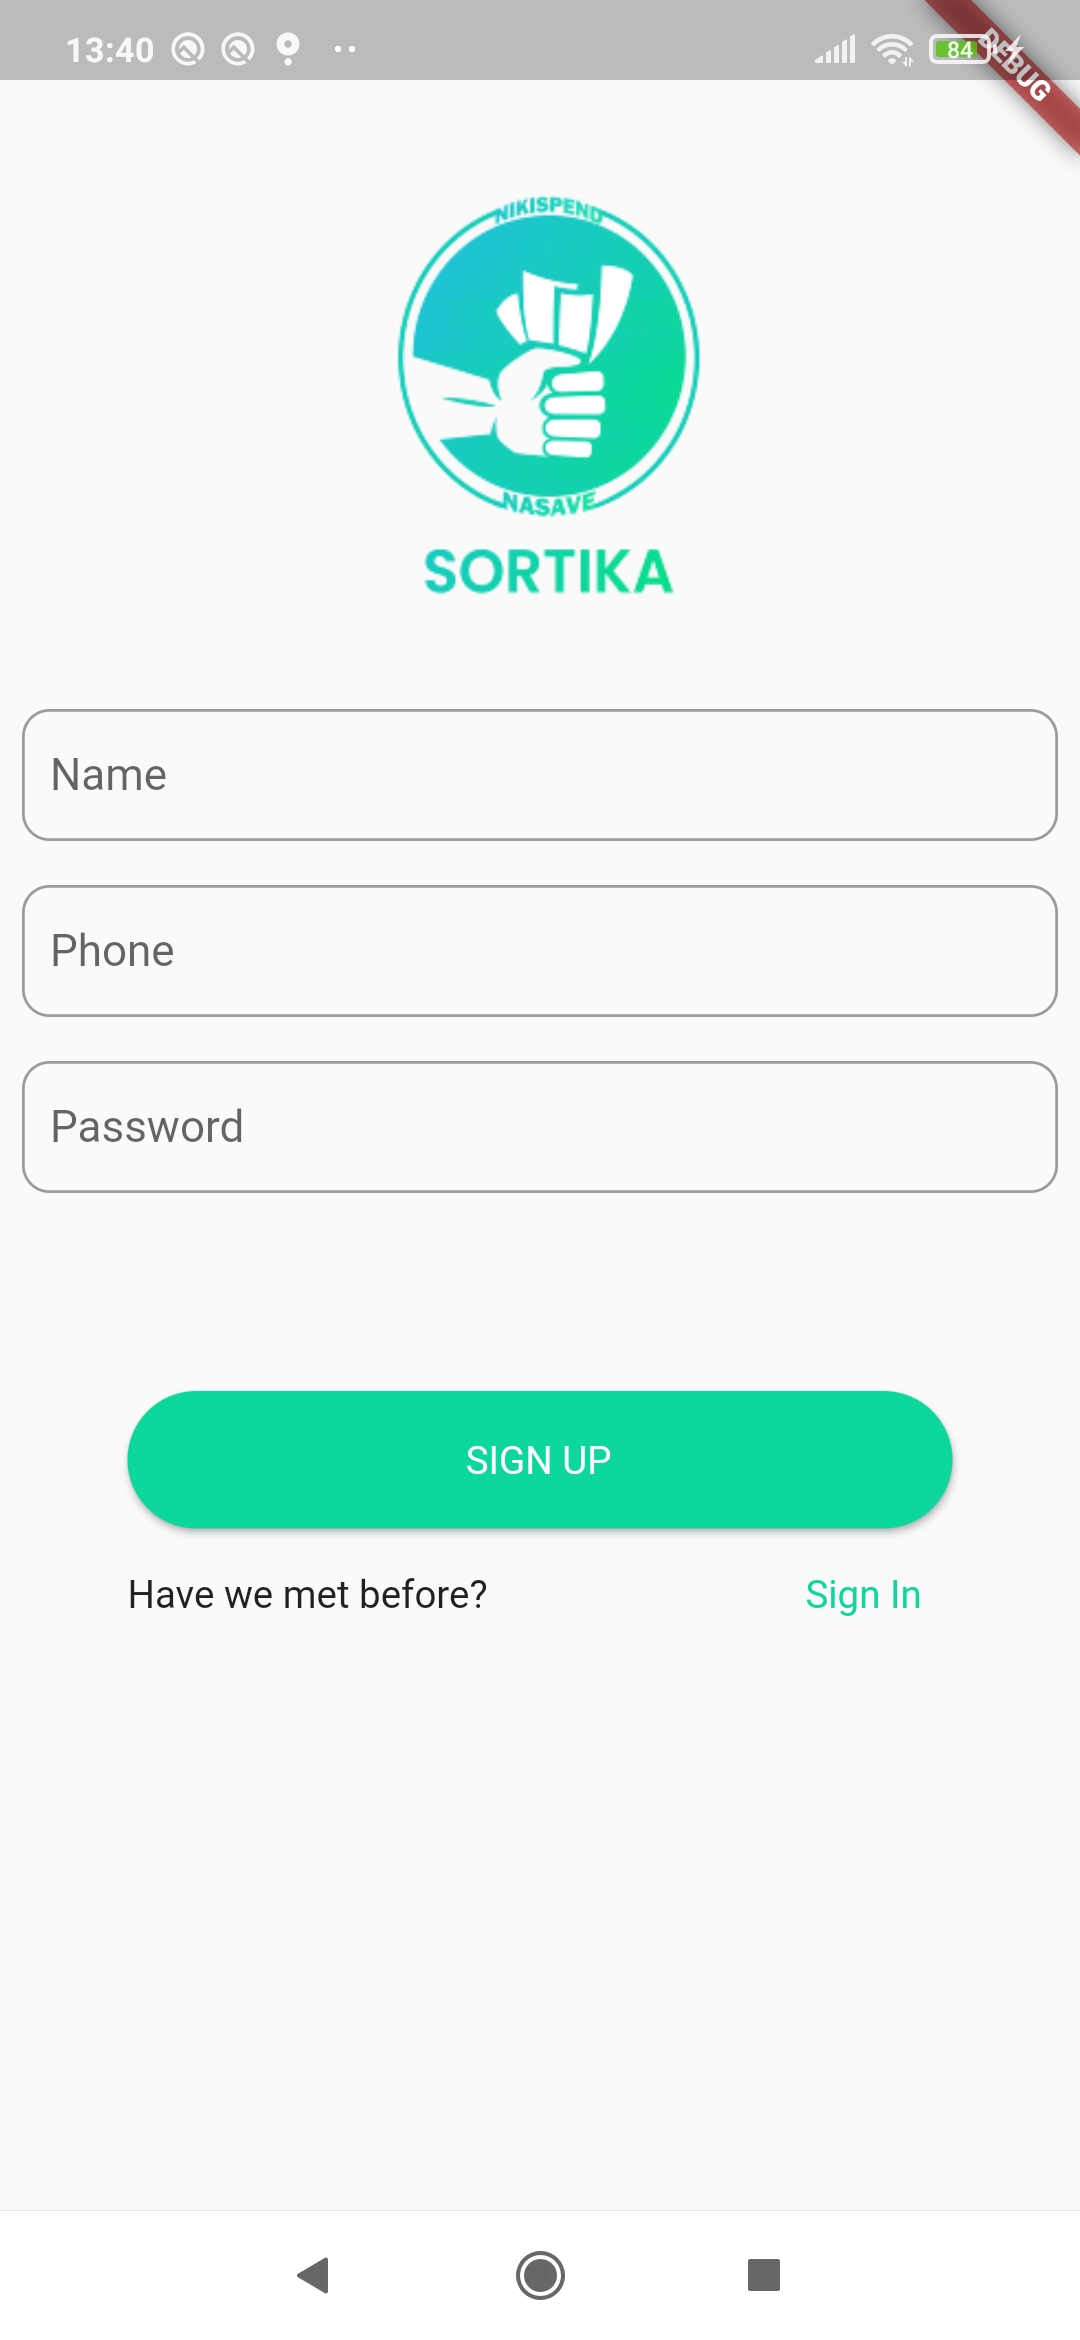 13:40
84
DEBUG
NIKISPEND
NASAVE
SORTIKA
Name
Phone
Password
SIGN UP
Have we met before? Sign In